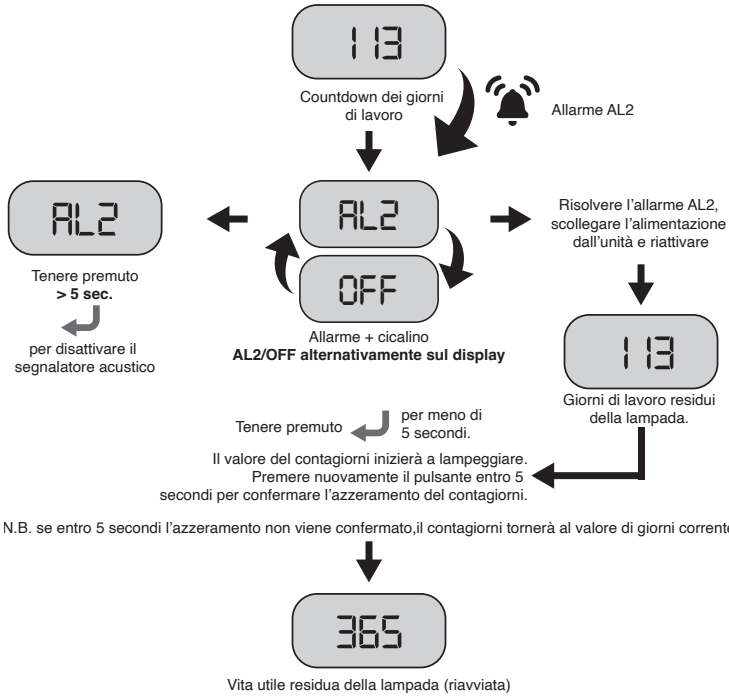 113
Countdown dei giorni
di lavoro
Allarme AL2
AL2
Tenere premuto
> 5 sec.
per disattivare il
segnalatore acustico
AL2
OFF
Allarme + cicalino
AL2/OFF alternativamente sul display
Risolvere l'allarme AL2,
scollegare l'alimentazione
dall'unità e riattivare
113
Giorni di lavoro residui
della lampada.
Tenere premuto
per meno di
5 secondi.
Il valore del contagiorni inizierà a lampeggiare.
Premere nuovamente il pulsante entro 5
secondi per confermare l'azzeramento del contagiorni.
N.B. se entro 5 secondi l'azzeramento non viene confermato,il contagiorni tornerà al valore di giorni corrente
365
Vita utile residua della lampada (riavviata)